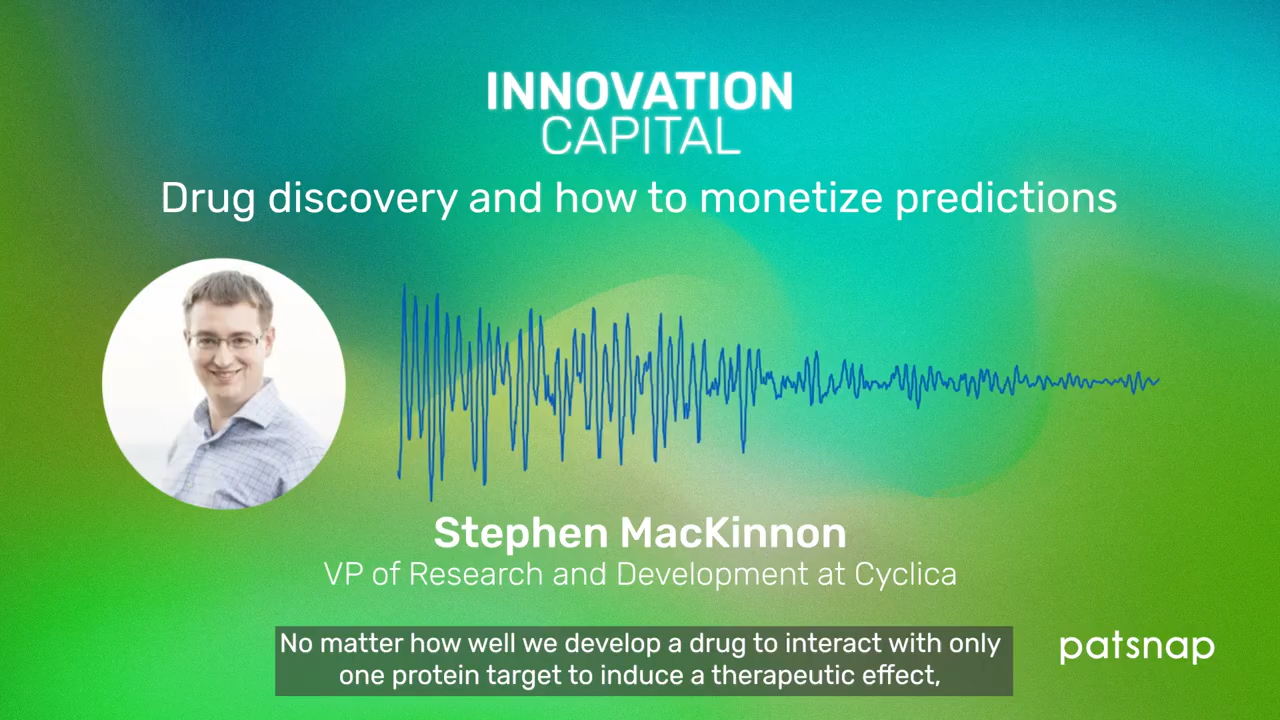 INNOVATION
CAPITAL
Drug discovery and how to monetize predictions
Stephen MacKinnon
VP of Research and Development at Cyclica
No matter how well we develop a drug to interact with only
one protein target to induce a therapeutic effect,
patsnap